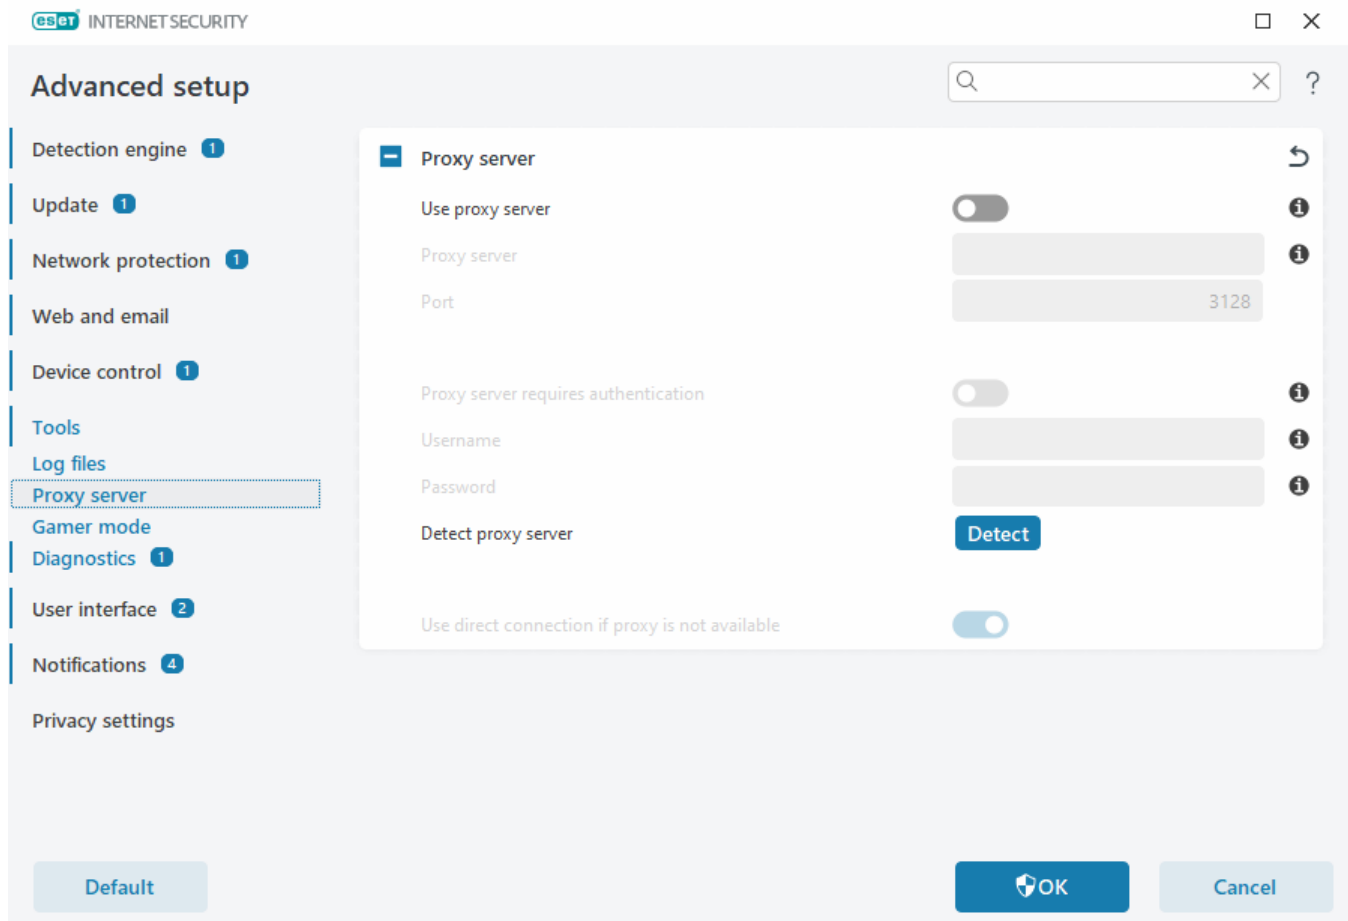 eset INTERNET SECURITY
Advanced setup
?
Detection engine 1
Update 1
Network protection 1
Web and email
Device control 1
Tools
Log files
Proxy server
Gamer mode
Diagnostics 1
User interface 2
Notifications 4
Privacy settings
Proxy server
Use proxy server
Proxy server
Port 3128
Proxy server requires authentication
Username
Password
Detect proxy server Detect
Use direct connection if proxy is not available
Default
OK
Cancel